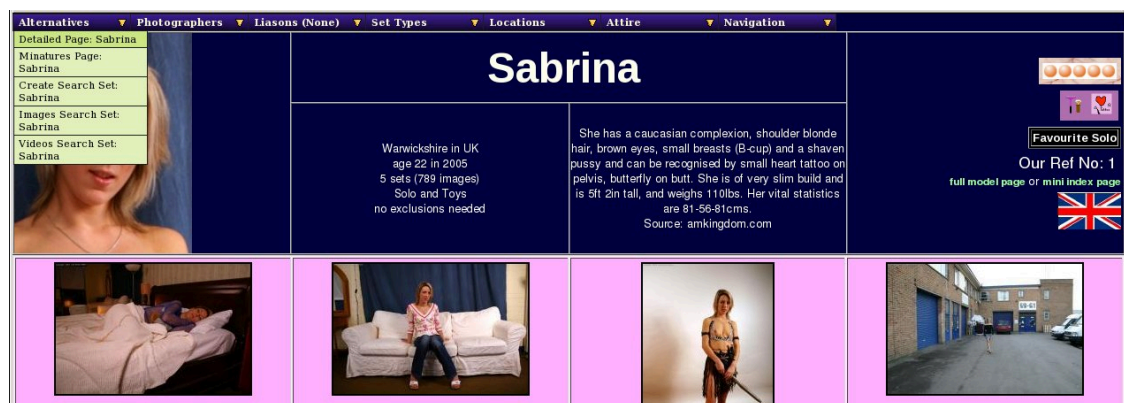 Alternatives Photographers Liasons (None) Set Types Locations Attire Navigation
Detailed Page: Sabrina
Minatures Page:
Sabrina
Create Search Set:
Sabrina
Images Search Set:
Sabrina
Videos Search Set:
Sabrina
Sabrina
Warwickshire in UK
age 22 in 2005
5 sets (789 images)
Solo and Toys
no exclusions needed
She has a caucasian complexion, shoulder blonde
hair, brown eyes, small breasts (B-cup) and a shaven
pussy and can be recognised by small heart tattoo on
pelvis, butterfly on butt. She is of very slim build and
is 5ft 2in tall, and weighs 110lbs. Her vital statistics
are 81-56-81cms.
Source: amkingdom.com
Favourite Solo
Our Ref No: 1
full model page or mini index page